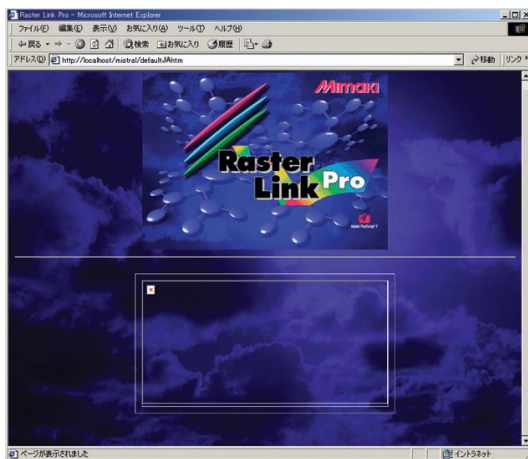 Raster Link Pro - Microsoft Internet Explorer
ファイル(F) 編集(E) 表示(V) お気に入り(A) ツール(T) ヘルプ(H)
戻る 検索 お気に入り 履歴
アドレス(D) http://localhost/mistral/defaultJA.htm 移動 リンク
Mimaki
Raster
Link Pro
Adobe PostScript 3
ページが表示されました イントラネット